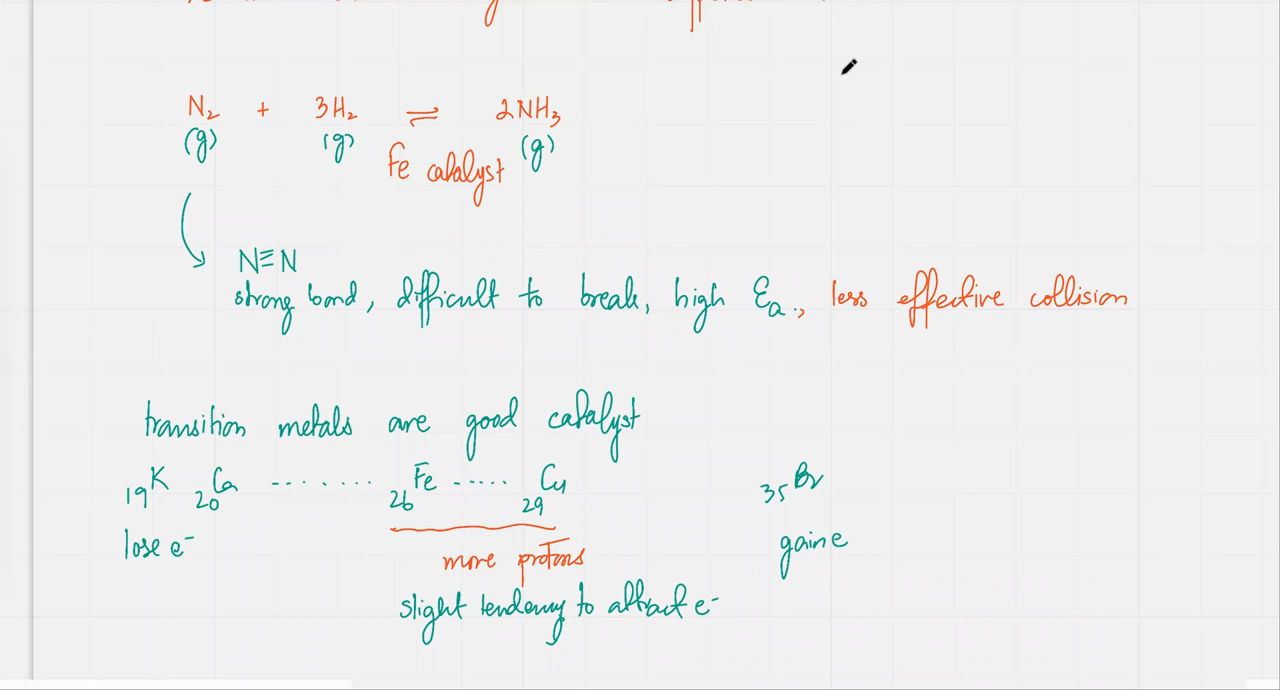 N₂ + 3H₂ ⇌ 2NH₃
(g) (g) (g)
Fe catalyst
N≡N
strong bond, difficult to break, high Ea., less effective collision
transition metals are good catalyst
₁₉K ₂₀Ca ........ ₂₆Fe ..... ₂₉Cu ₃₅Br
lose e⁻ gain e
more protons
slight tendency to attract e⁻